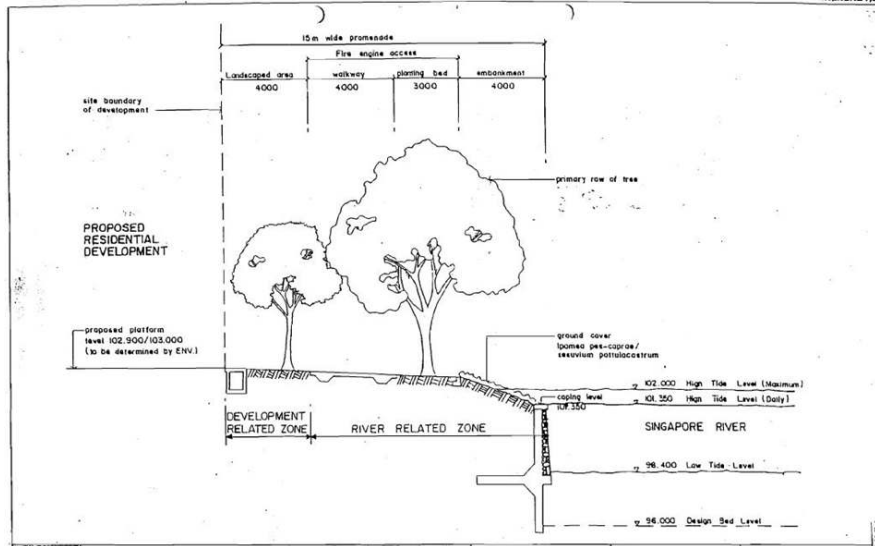 15m wide promenade
Fire engine access
Landscaped area
walkway
planting bed
embankment
4000
4000
3000
4000
site boundary
of development
primary row of tree
PROPOSED
RESIDENTIAL
DEVELOPMENT
proposed platform
level 102.900/103.000
(to be determined by ENV.)
ground cover
Ipomea pes-caprae/
sesuvium pottulacastrum
102.000 High Tide Level (Maximum)
coping level
101.350
101.350 High Tide Level (Daily)
DEVELOPMENT
RELATED ZONE
RIVER RELATED ZONE
SINGAPORE RIVER
98.400 Low Tide Level
96.000 Design Bed Level